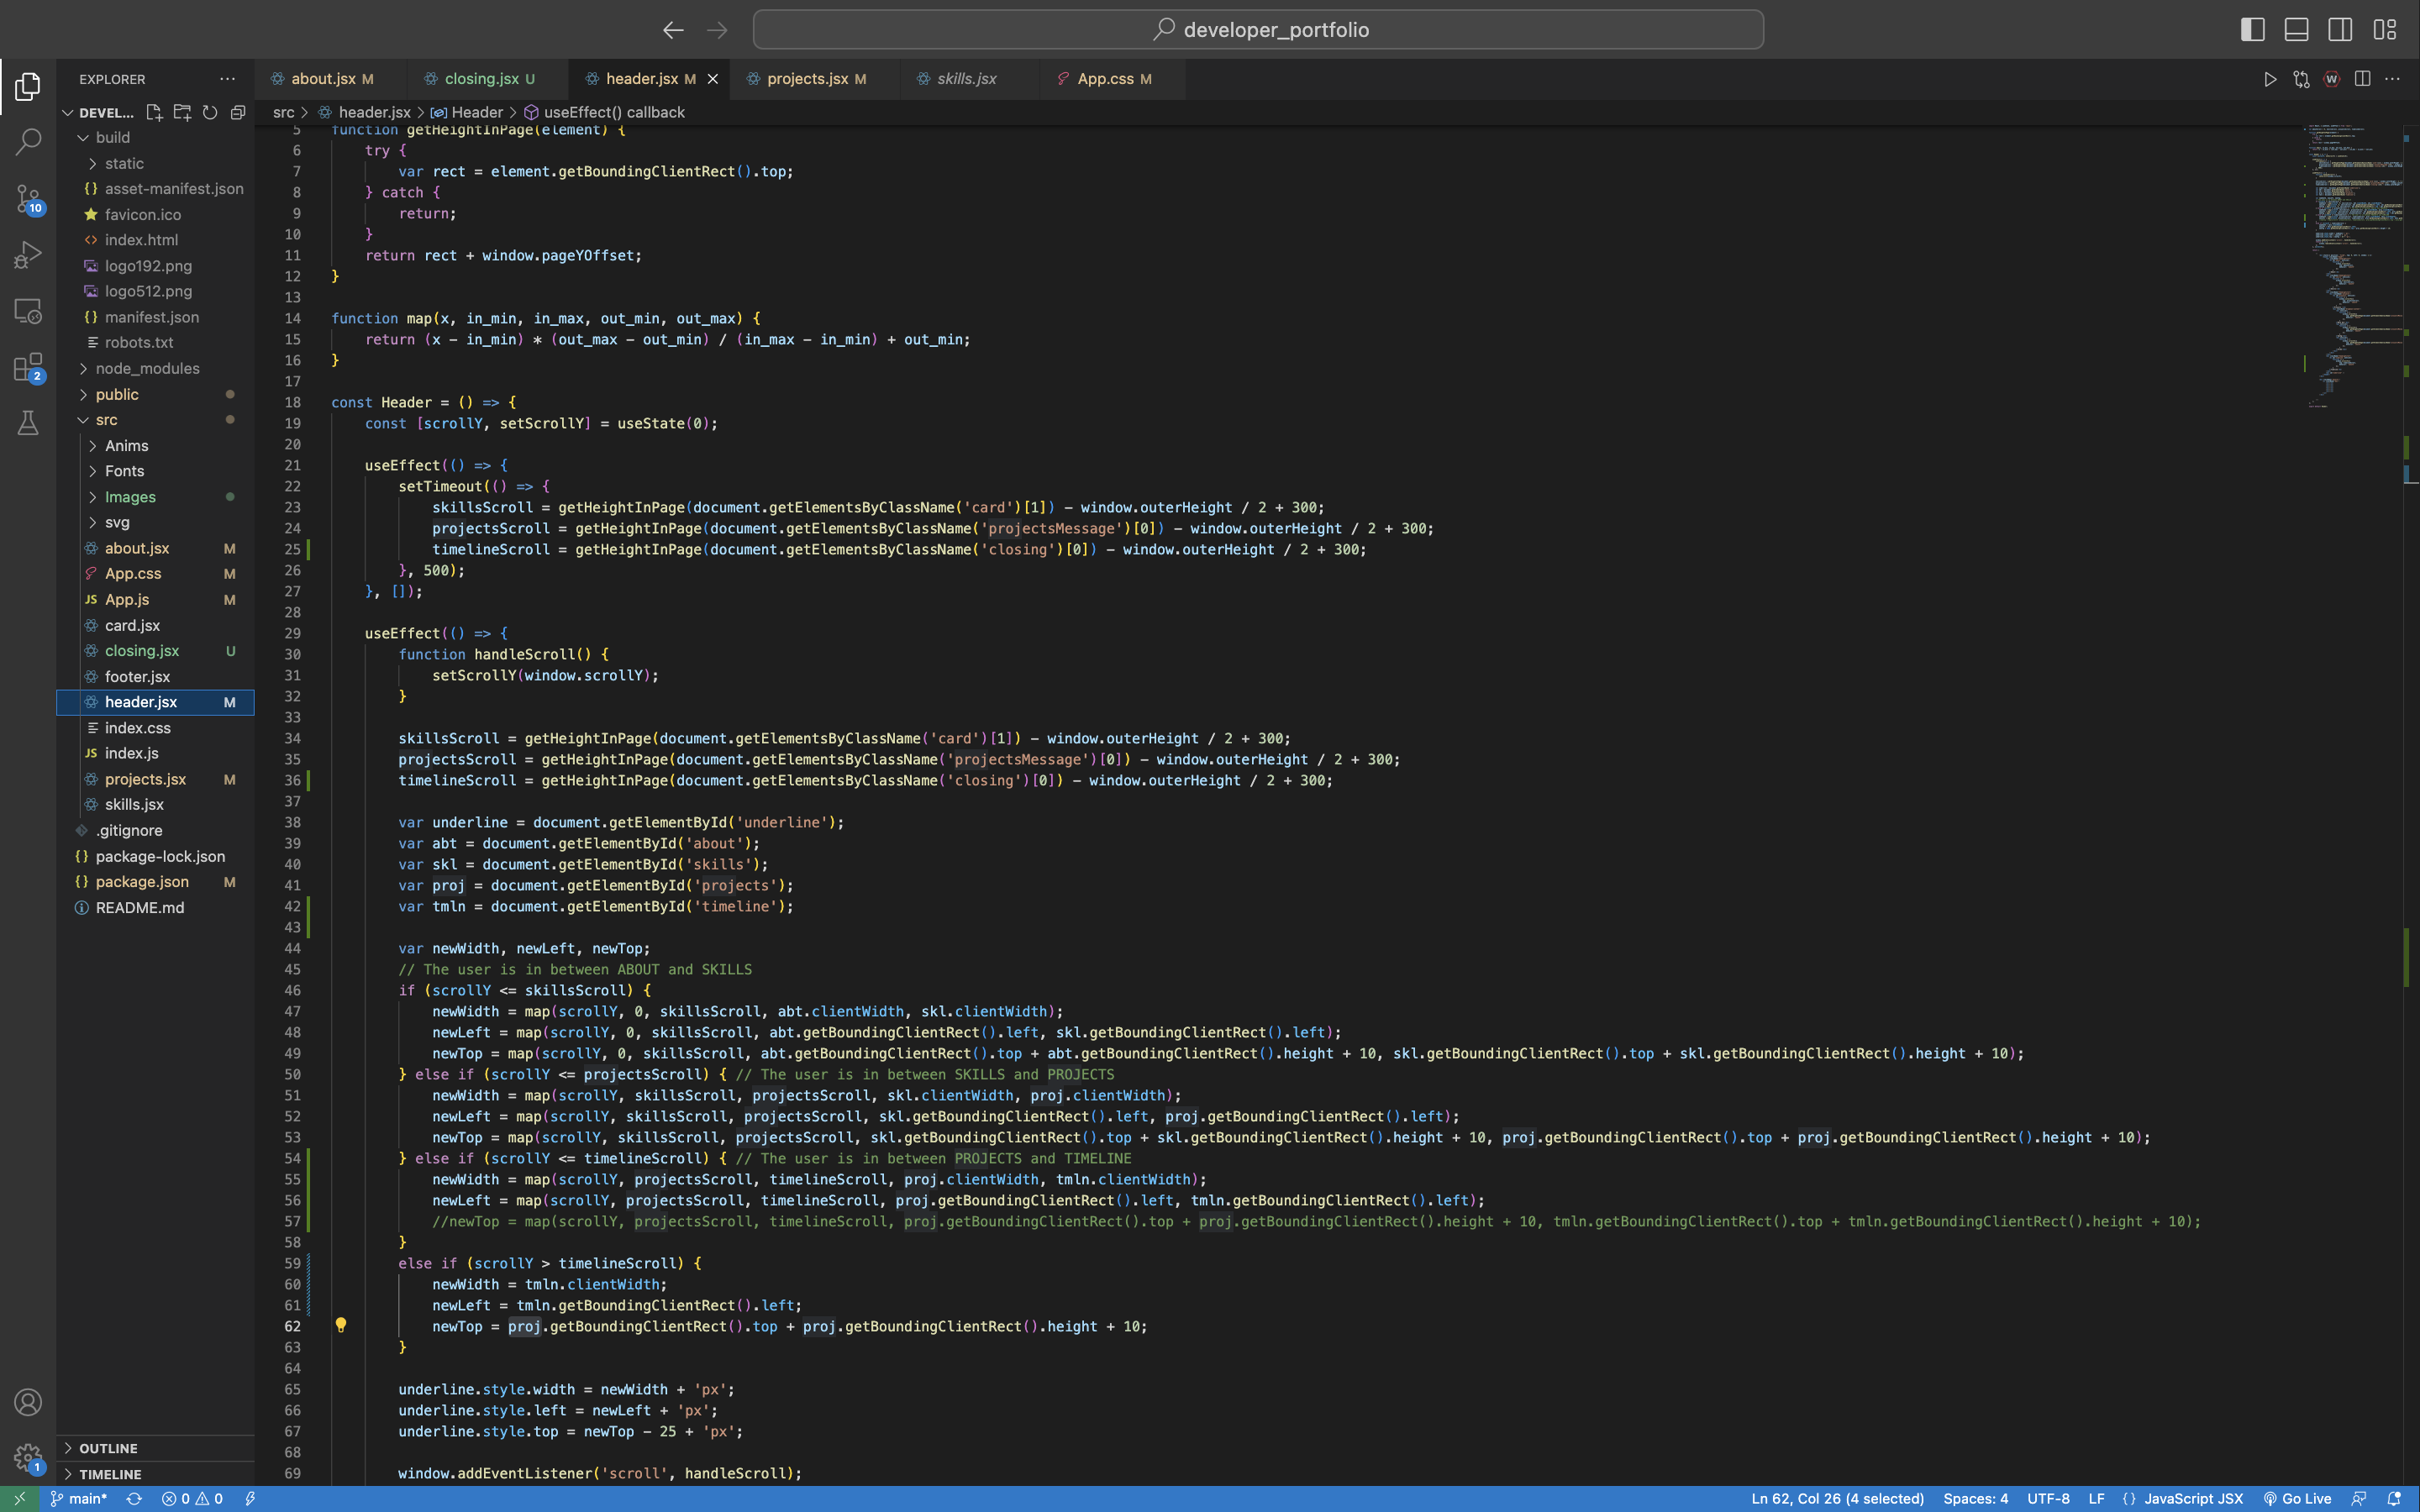 developer_portfolio
EXPLORER
about.jsx M
closing.jsx U
header.jsx M
projects.jsx M
skills.jsx
App.css M
DEVEL...
src > header.jsx > Header > useEffect() callback
build
static
asset-manifest.json
favicon.ico
index.html
logo192.png
logo512.png
manifest.json
robots.txt
node_modules
public
src
Anims
Fonts
Images
svg
about.jsx M
App.css M
JS App.js M
card.jsx
closing.jsx U
footer.jsx
header.jsx M
index.css
JS index.js
projects.jsx M
skills.jsx
.gitignore
{} package-lock.json
{} package.json M
README.md
OUTLINE
TIMELINE
10
2
1
W
5 function getHeightInPage(element) {
6 try {
7 var rect = element.getBoundingClientRect().top;
8 } catch {
9 return;
10 }
11 return rect + window.pageYOffset;
12 }
13
14 function map(x, in_min, in_max, out_min, out_max) {
15 return (x - in_min) * (out_max - out_min) / (in_max - in_min) + out_min;
16 }
17
18 const Header = () => {
19 const [scrollY, setScrollY] = useState(0);
20
21 useEffect(() => {
22 setTimeout(() => {
23 skillsScroll = getHeightInPage(document.getElementsByClassName('card')[1]) - window.outerHeight / 2 + 300;
24 projectsScroll = getHeightInPage(document.getElementsByClassName('projectsMessage')[0]) - window.outerHeight / 2 + 300;
25 timelineScroll = getHeightInPage(document.getElementsByClassName('closing')[0]) - window.outerHeight / 2 + 300;
26 }, 500);
27 }, []);
28
29 useEffect(() => {
30 function handleScroll() {
31 setScrollY(window.scrollY);
32 }
33
34 skillsScroll = getHeightInPage(document.getElementsByClassName('card')[1]) - window.outerHeight / 2 + 300;
35 projectsScroll = getHeightInPage(document.getElementsByClassName('projectsMessage')[0]) - window.outerHeight / 2 + 300;
36 timelineScroll = getHeightInPage(document.getElementsByClassName('closing')[0]) - window.outerHeight / 2 + 300;
37
38 var underline = document.getElementById('underline');
39 var abt = document.getElementById('about');
40 var skl = document.getElementById('skills');
41 var proj = document.getElementById('projects');
42 var tmln = document.getElementById('timeline');
43
44 var newWidth, newLeft, newTop;
45 // The user is in between ABOUT and SKILLS
46 if (scrollY <= skillsScroll) {
47 newWidth = map(scrollY, 0, skillsScroll, abt.clientWidth, skl.clientWidth);
48 newLeft = map(scrollY, 0, skillsScroll, abt.getBoundingClientRect().left, skl.getBoundingClientRect().left);
49 newTop = map(scrollY, 0, skillsScroll, abt.getBoundingClientRect().top + abt.getBoundingClientRect().height + 10, skl.getBoundingClientRect().top + skl.getBoundingClientRect().height + 10);
50 } else if (scrollY <= projectsScroll) { // The user is in between SKILLS and PROJECTS
51 newWidth = map(scrollY, skillsScroll, projectsScroll, skl.clientWidth, proj.clientWidth);
52 newLeft = map(scrollY, skillsScroll, projectsScroll, skl.getBoundingClientRect().left, proj.getBoundingClientRect().left);
53 newTop = map(scrollY, skillsScroll, projectsScroll, skl.getBoundingClientRect().top + skl.getBoundingClientRect().height + 10, proj.getBoundingClientRect().top + proj.getBoundingClientRect().height + 10);
54 } else if (scrollY <= timelineScroll) { // The user is in between PROJECTS and TIMELINE
55 newWidth = map(scrollY, projectsScroll, timelineScroll, proj.clientWidth, tmln.clientWidth);
56 newLeft = map(scrollY, projectsScroll, timelineScroll, proj.getBoundingClientRect().left, tmln.getBoundingClientRect().left);
57 //newTop = map(scrollY, projectsScroll, timelineScroll, proj.getBoundingClientRect().top + proj.getBoundingClientRect().height + 10, tmln.getBoundingClientRect().top + tmln.getBoundingClientRect().height + 10);
58 }
59 else if (scrollY > timelineScroll) {
60 newWidth = tmln.clientWidth;
61 newLeft = tmln.getBoundingClientRect().left;
62 newTop = proj.getBoundingClientRect().top + proj.getBoundingClientRect().height + 10;
63 }
64
65 underline.style.width = newWidth + 'px';
66 underline.style.left = newLeft + 'px';
67 underline.style.top = newTop - 25 + 'px';
68
69 window.addEventListener('scroll', handleScroll);
main* 0 0 Ln 62, Col 26 (4 selected) Spaces: 4 UTF-8 LF {} JavaScript JSX Go Live